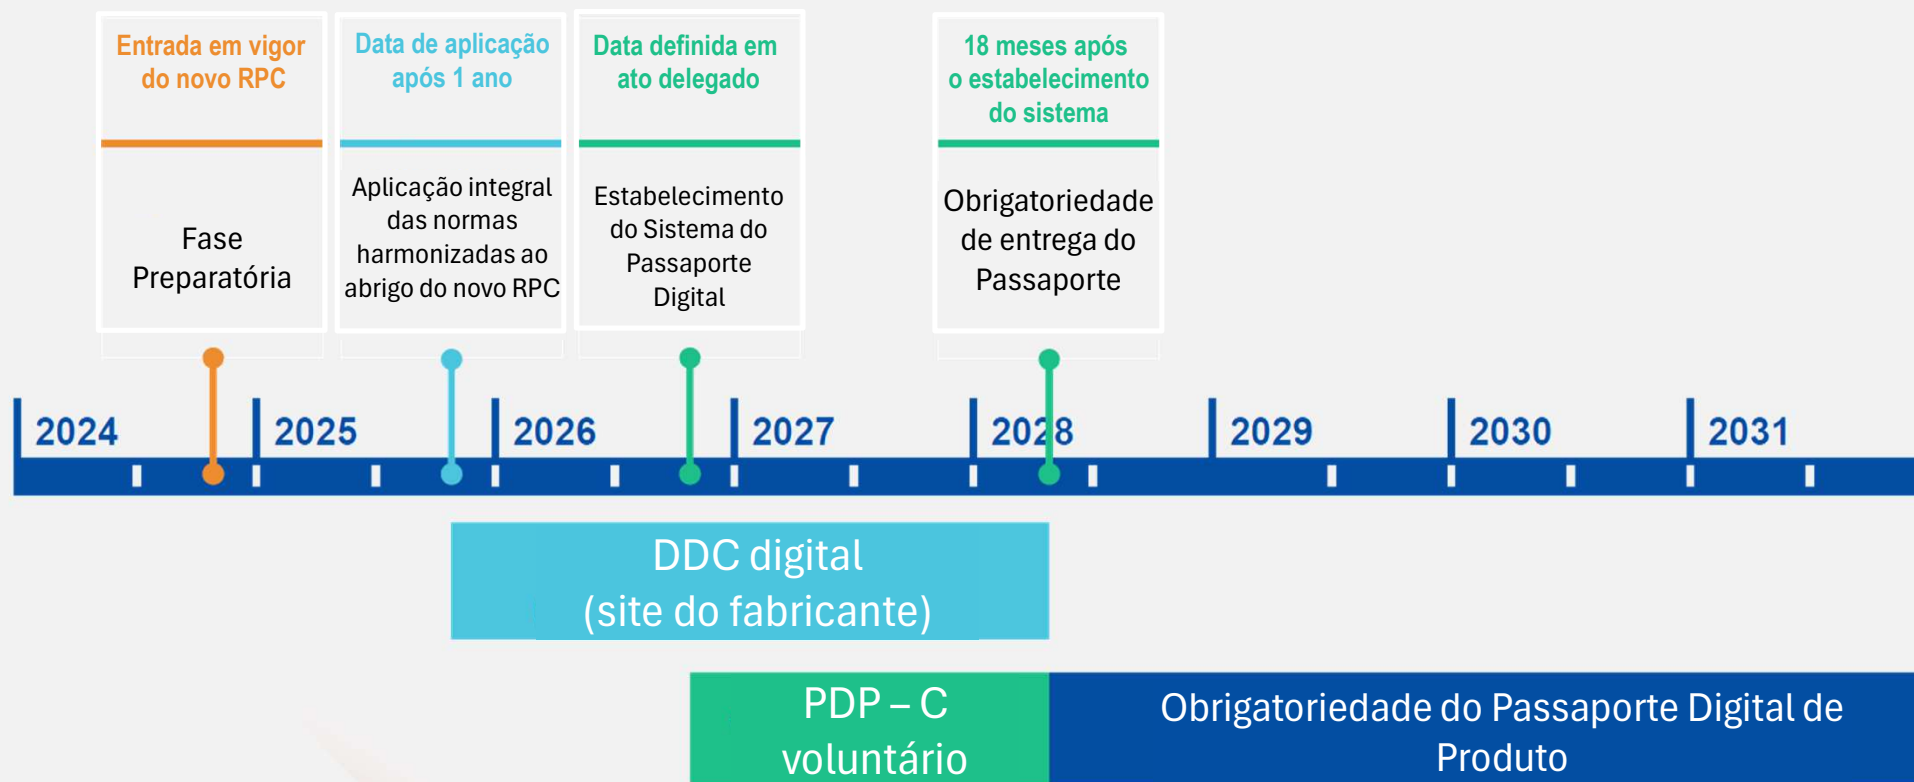 Entrada em vigor
do novo RPC
Fase
Preparatória
Data de aplicação
após 1 ano
Aplicação integral
das normas
harmonizadas ao
abrigo do novo RPC
Data definida em
ato delegado
Estabelecimento
do Sistema do
Passaporte
Digital
18 meses após
o estabelecimento
do sistema
Obrigatoriedade
de entrega do
Passaporte
2024
2025
2026
2027
2028
2029
2030
2031
DDC digital
(site do fabricante)
PDP – C
voluntário
Obrigatoriedade do Passaporte Digital de
Produto